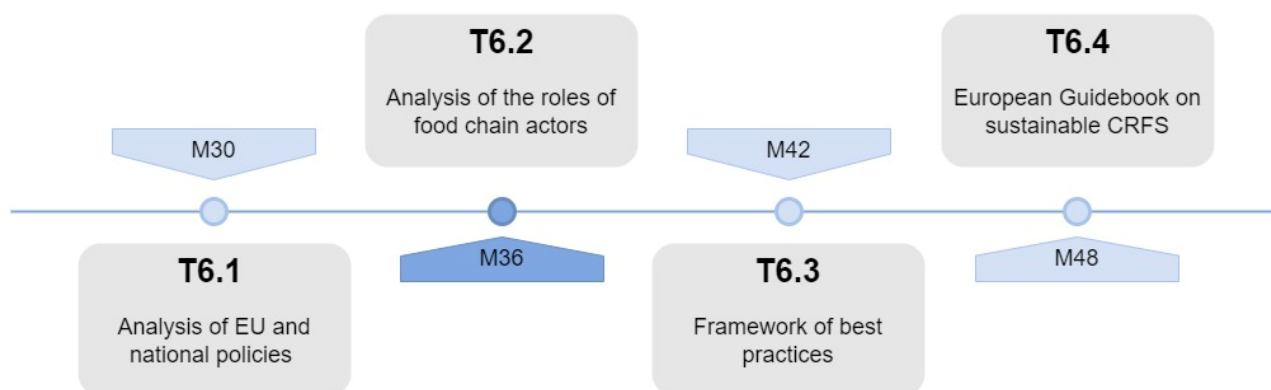 T6.2
Analysis of the roles of
food chain actors
T6.4
European Guidebook on
sustainable CRFS
M30
M42
M36
M48
T6.1
Analysis of EU and
national policies
T6.3
Framework of best
practices